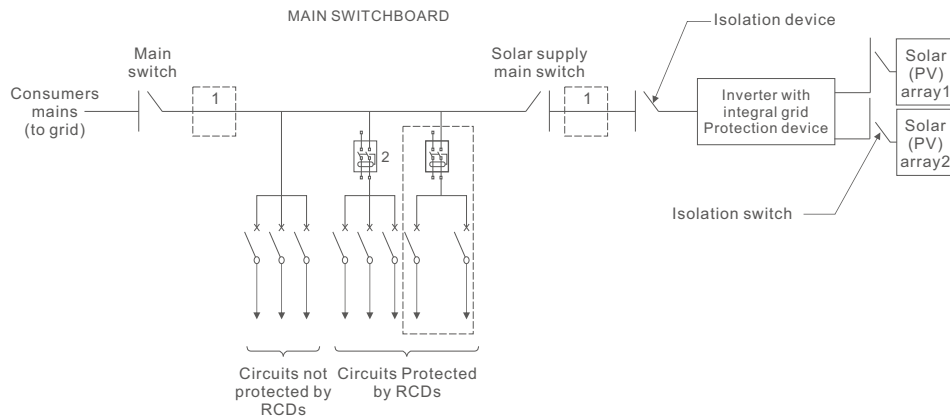 MAIN SWITCHBOARD
Main
switch
Consumers
mains
(to grid)
1
Solar supply
main switch
1
Isolation device
Inverter with
integral grid
Protection device
Solar
(PV)
array1
Solar
(PV)
array2
2
Isolation switch
Circuits not
protected by
RCDs
Circuits Protected
by RCDs